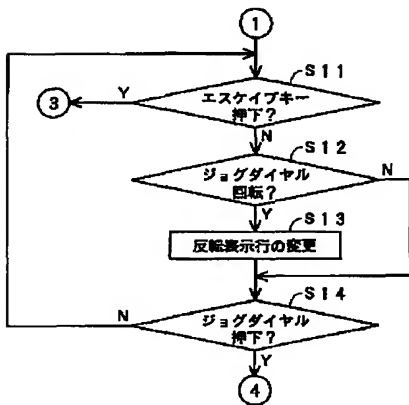 1
S11
エスケイプキー
押下?
Y
3
N
S12
ジョグダイヤル
回転?
N
Y
S13
反転表示行の変更
S14
ジョグダイヤル
押下?
N
Y
4